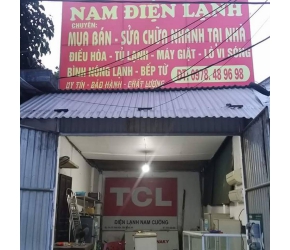 NAM ĐIỆN LẠNH
CHUYÊN:
MUA BÁN - SỬA CHỮA NHANH TẠI NHÀ
ĐIỀU HÒA - TỦ LẠNH - MÁY GIẶT - LÒ VI SÓNG
BÌNH NÓNG LẠNH - BẾP TỪ ĐT: 0978. 48 96 98
UY TÍN - BẢO HÀNH - CHẤT LƯỢNG
TCL
ĐIỆN LẠNH NAM CƯỜNG